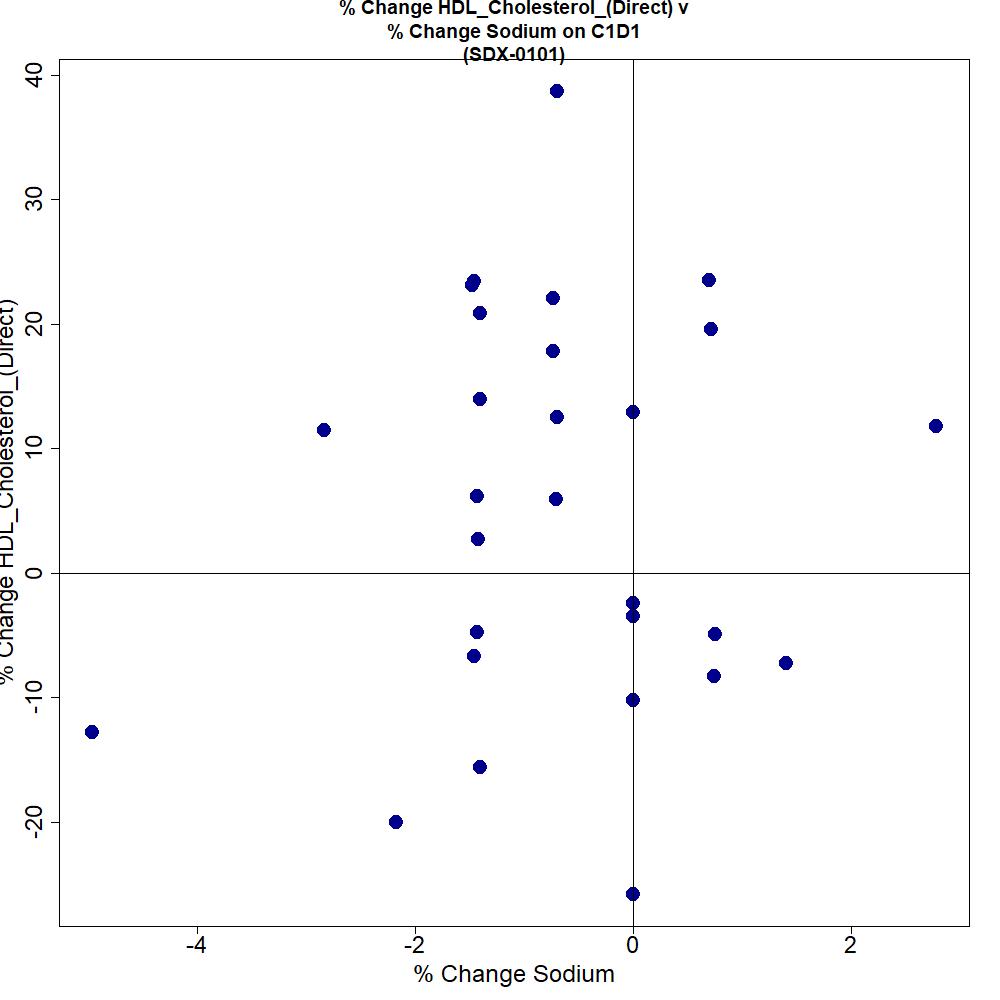 % Change HDL_Cholesterol_(Direct) v
% Change Sodium on C1D1
(SDX-0101)
% Change HDL_Cholesterol_(Direct)
40
30
20
10
0
-10
-20
-4
-2
0
2
% Change Sodium